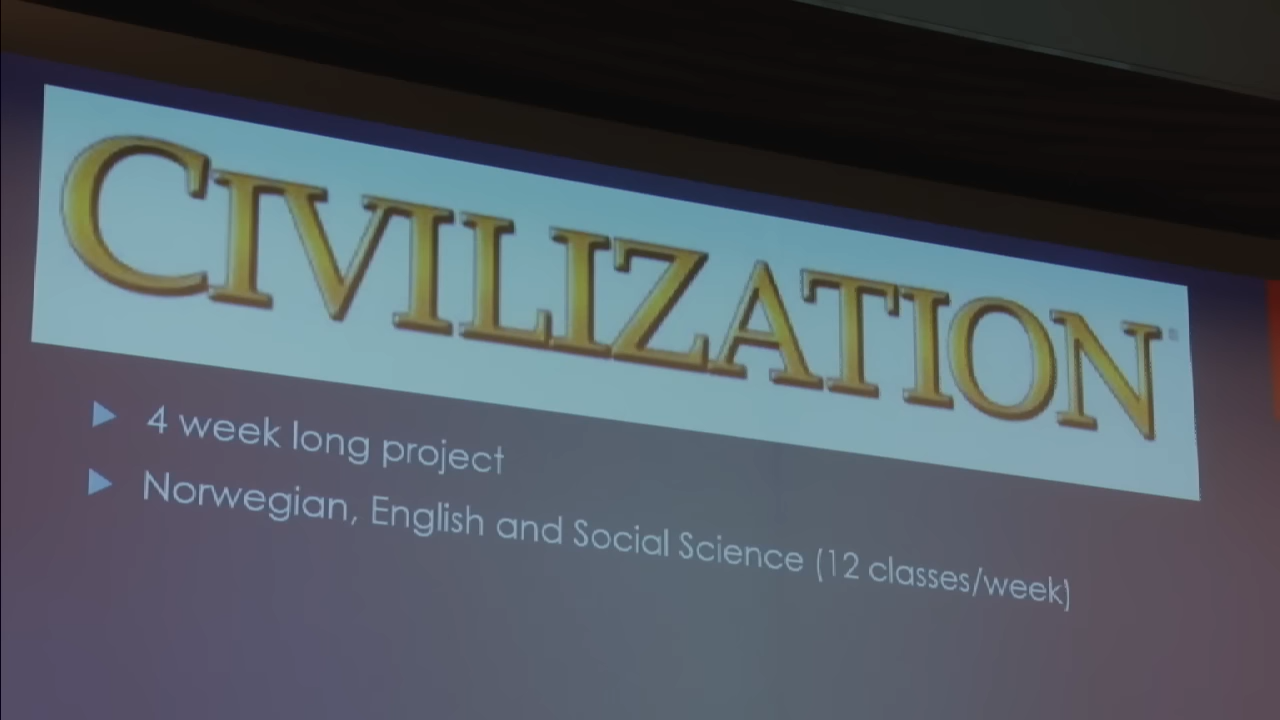 CIVILIZATION®
4 week long project
Norwegian, English and Social Science (12 classes/week)